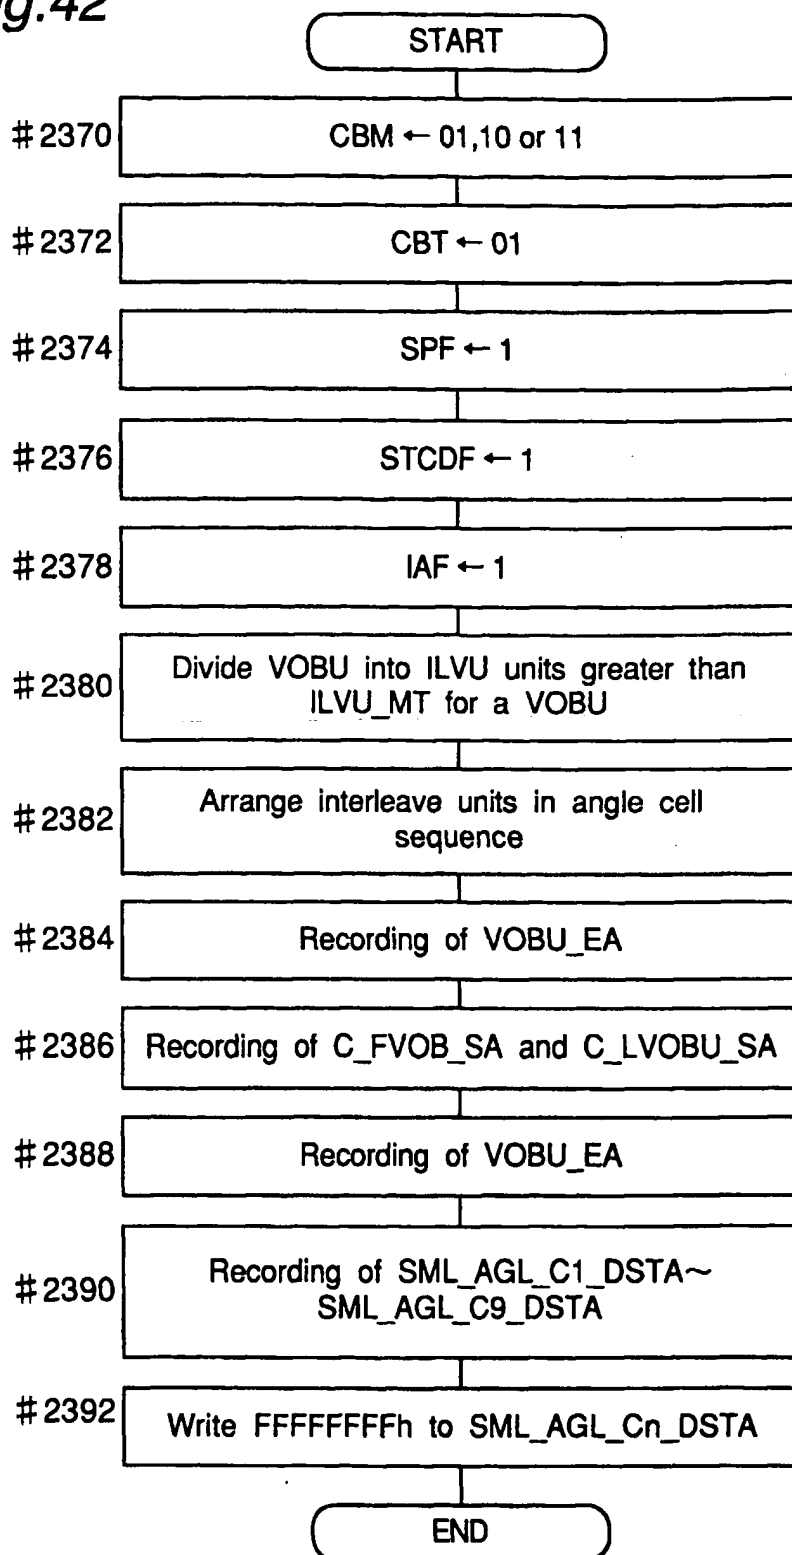 g.42
START
#2370 CBM ← 01,10 or 11
#2372 CBT ← 01
#2374 SPF ← 1
#2376 STCDF ← 1
#2378 IAF ← 1
#2380 Divide VOBU into ILVU units greater than
ILVU_MT for a VOBU
#2382 Arrange interleave units in angle cell
sequence
#2384 Recording of VOBU_EA
#2386 Recording of C_FVOB_SA and C_LVOBU_SA
#2388 Recording of VOBU_EA
#2390 Recording of SML_AGL_C1_DSTA~
SML_AGL_C9_DSTA
#2392 Write FFFFFFFFh to SML_AGL_Cn_DSTA
END